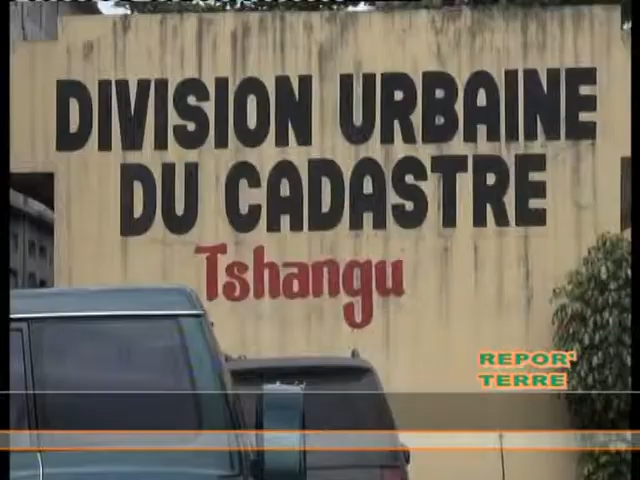 DIVISION URBAINE
DU CADASTRE
Tshangu
REPOR'
TERRE